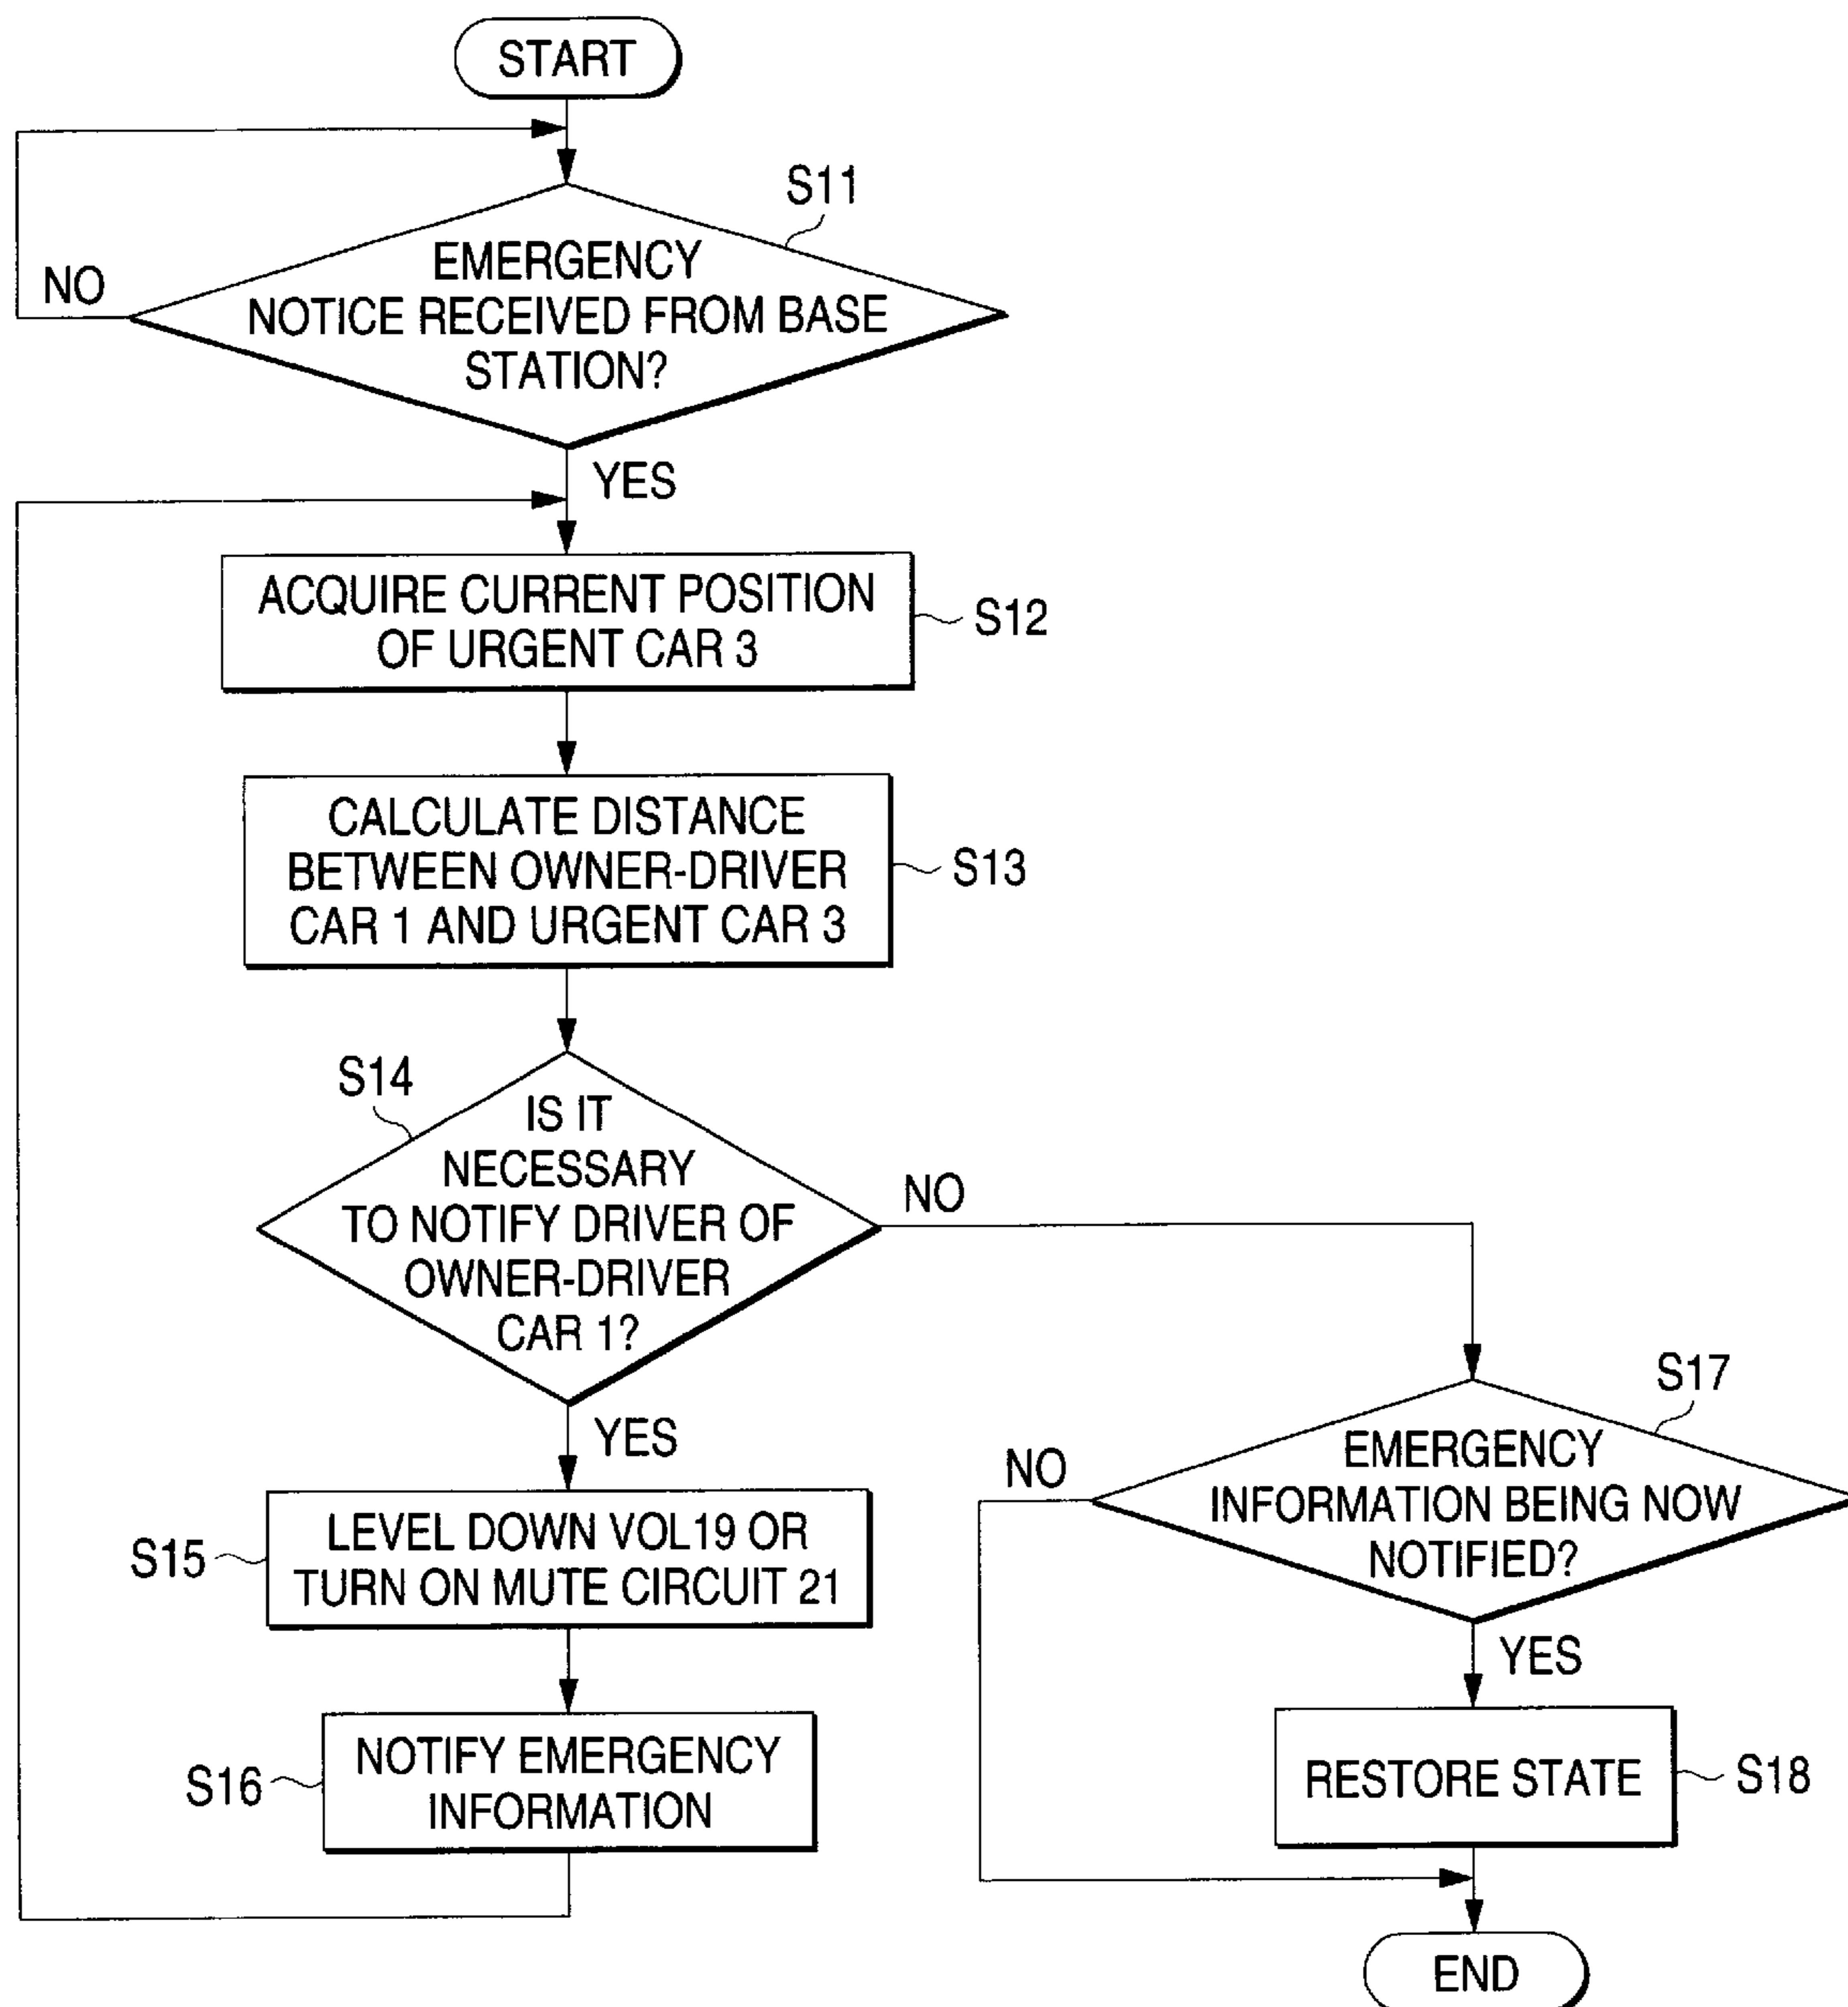 START
S11
EMERGENCY
NOTICE RECEIVED FROM BASE
STATION?
NO
YES
ACQUIRE CURRENT POSITION
OF URGENT CAR 3
S12
CALCULATE DISTANCE
BETWEEN OWNER-DRIVER
CAR 1 AND URGENT CAR 3
S13
S14
IS IT
NECESSARY
TO NOTIFY DRIVER OF
OWNER-DRIVER
CAR 1?
NO
YES
S15
LEVEL DOWN VOL19 OR
TURN ON MUTE CIRCUIT 21
S16
NOTIFY EMERGENCY
INFORMATION
S17
EMERGENCY
INFORMATION BEING NOW
NOTIFIED?
NO
YES
RESTORE STATE
S18
END